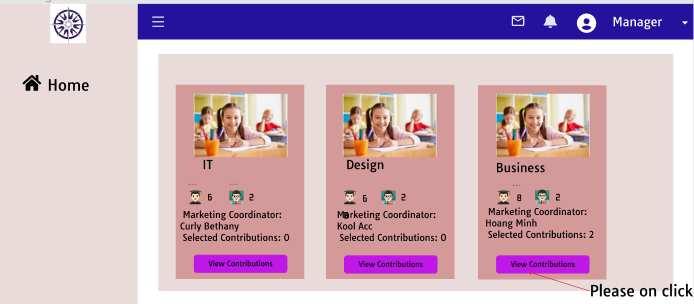 Manager
Home
IT
...
...
6
2
Marketing Coordinator:
Curly Bethany
Selected Contributions: 0
View Contributions
Design
6
2
Marketing Coordinator:
Kool Acc
Selected Contributions: 0
View Contributions
Business
...
8
2
Marketing Coordinator:
Hoang Minh
Selected Contributions: 2
View Contributions
Please on click